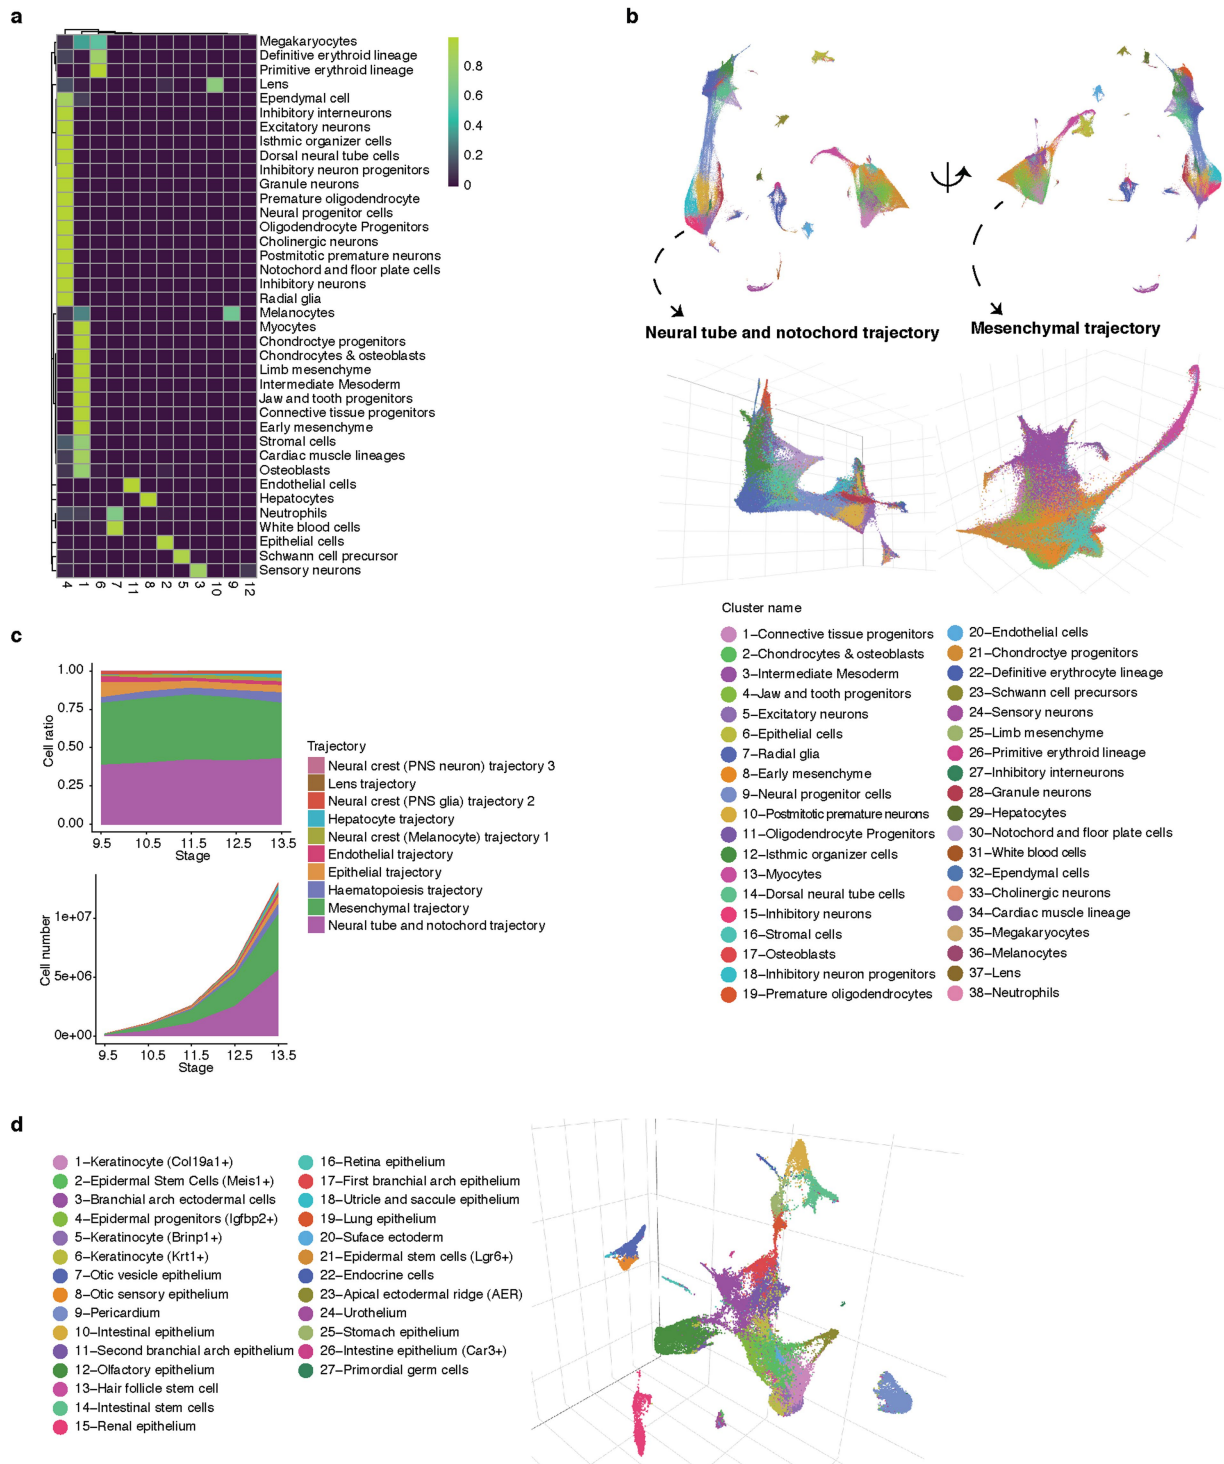 a
Megakaryocytes
Definitive erythroid lineage
Primitive erythroid lineage
Lens
Ependymal cell
Inhibitory interneurons
Excitatory neurons
Isthmic organizer cells
Dorsal neural tube cells
Inhibitory neuron progenitors
Granule neurons
Premature oligodendrocyte
Neural progenitor cells
Oligodendrocyte Progenitors
Cholinergic neurons
Postmitotic premature neurons
Notochord and floor plate cells
Inhibitory neurons
Radial glia
Melanocytes
Myocytes
Chondroctye progenitors
Chondrocytes & osteoblasts
Limb mesenchyme
Intermediate Mesoderm
Jaw and tooth progenitors
Connective tissue progenitors
Early mesenchyme
Stromal cells
Cardiac muscle lineages
Osteoblasts
Endothelial cells
Hepatocytes
Neutrophils
White blood cells
Epithelial cells
Schwann cell precursor
Sensory neurons
4 1 6 7 11 8 2 5 3 10 9 12
0.8
0.6
0.4
0.2
0
b
Neural tube and notochord trajectory
Mesenchymal trajectory
Cluster name
1–Connective tissue progenitors
2–Chondrocytes & osteoblasts
3–Intermediate Mesoderm
4–Jaw and tooth progenitors
5–Excitatory neurons
6–Epithelial cells
7–Radial glia
8–Early mesenchyme
9–Neural progenitor cells
10–Postmitotic premature neurons
11–Oligodendrocyte Progenitors
12–Isthmic organizer cells
13–Myocytes
14–Dorsal neural tube cells
15–Inhibitory neurons
16–Stromal cells
17–Osteoblasts
18–Inhibitory neuron progenitors
19–Premature oligodendrocytes
20–Endothelial cells
21–Chondroctye progenitors
22–Definitive erythrocyte lineage
23–Schwann cell precursors
24–Sensory neurons
25–Limb mesenchyme
26–Primitive erythroid lineage
27–Inhibitory interneurons
28–Granule neurons
29–Hepatocytes
30–Notochord and floor plate cells
31–White blood cells
32–Ependymal cells
33–Cholinergic neurons
34–Cardiac muscle lineage
35–Megakaryocytes
36–Melanocytes
37–Lens
38–Neutrophils
c
Cell ratio
1.00
0.75
0.50
0.25
0.00
9.5 10.5 11.5 12.5 13.5
Stage
Cell number
1e+07
5e+06
0e+00
9.5 10.5 11.5 12.5 13.5
Stage
Trajectory
Neural crest (PNS neuron) trajectory 3
Lens trajectory
Neural crest (PNS glia) trajectory 2
Hepatocyte trajectory
Neural crest (Melanocyte) trajectory 1
Endothelial trajectory
Epithelial trajectory
Haematopoiesis trajectory
Mesenchymal trajectory
Neural tube and notochord trajectory
d
1–Keratinocyte (Col19a1+)
2–Epidermal Stem Cells (Meis1+)
3–Branchial arch ectodermal cells
4–Epidermal progenitors (Igfbp2+)
5–Keratinocyte (Brinp1+)
6–Keratinocyte (Krt1+)
7–Otic vesicle epithelium
8–Otic sensory epithelium
9–Pericardium
10–Intestinal epithelium
11–Second branchial arch epithelium
12–Olfactory epithelium
13–Hair follicle stem cell
14–Intestinal stem cells
15–Renal epithelium
16–Retina epithelium
17–First branchial arch epithelium
18–Utricle and saccule epithelium
19–Lung epithelium
20–Suface ectoderm
21–Epidermal stem cells (Lgr6+)
22–Endocrine cells
23–Apical ectodermal ridge (AER)
24–Urothelium
25–Stomach epithelium
26–Intestine epithelium (Car3+)
27–Primordial germ cells